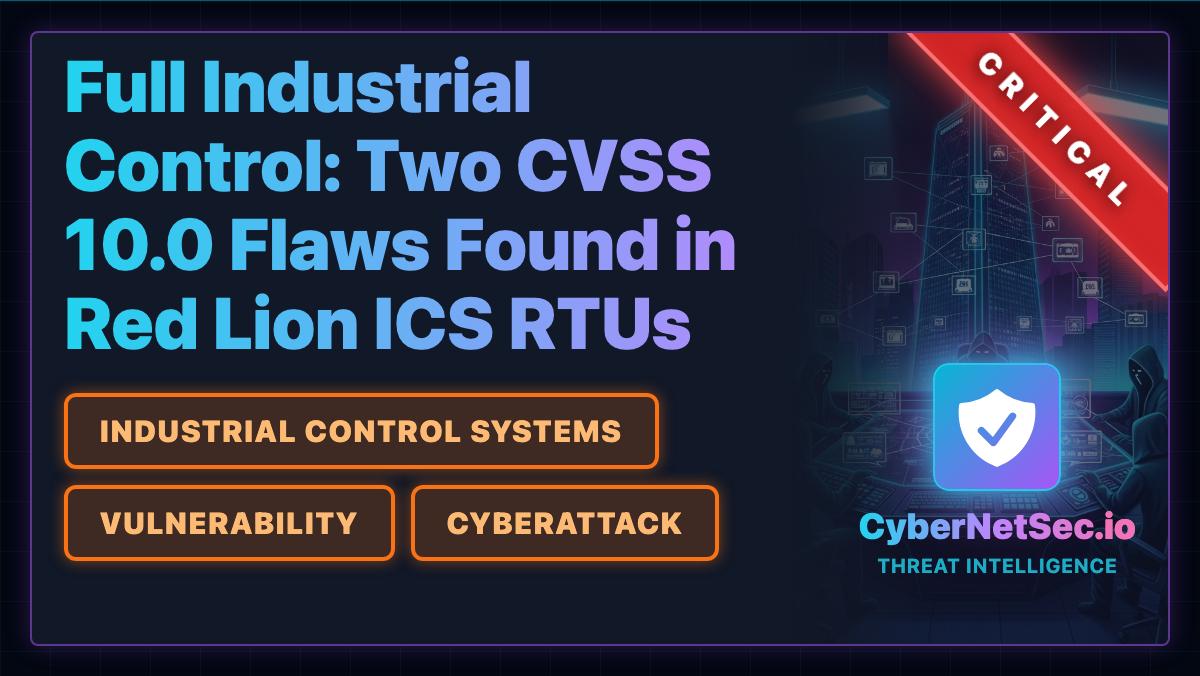 Full Industrial
Control: Two CVSS
10.0 Flaws Found in
Red Lion ICS RTUs
CRITICAL
INDUSTRIAL CONTROL SYSTEMS
VULNERABILITY
CYBERATTACK
CyberNetSec.io
THREAT INTELLIGENCE